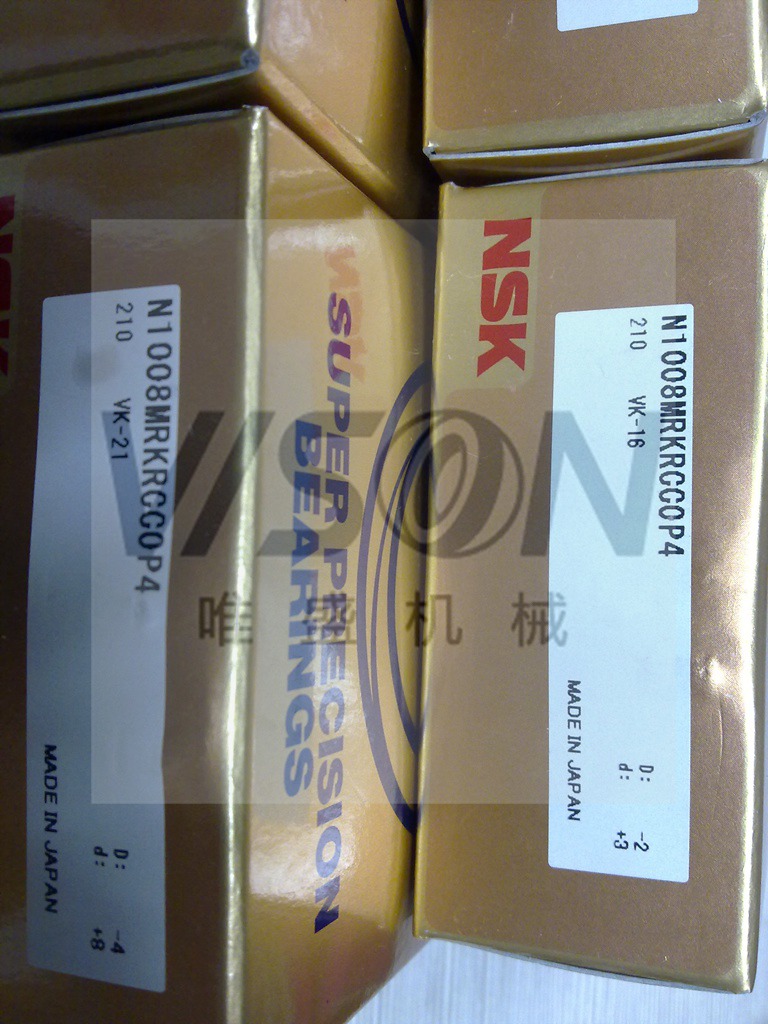 NSK
N1008MRKRCC0P4
210 VK-21
MADE IN JAPAN
D: -4
d: +8
SUPER PRECISION
BEARINGS
NSK
N1008MRKRCC0P4
210 VK-16
MADE IN JAPAN
D: -2
d: +3
VISON
唯盛机械